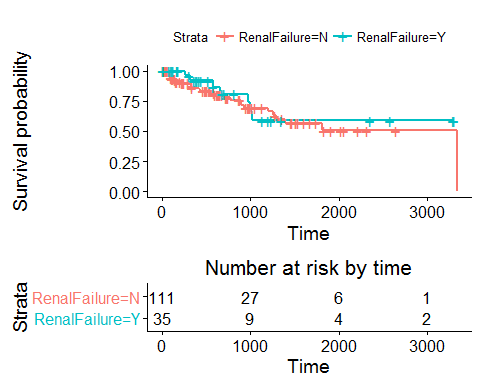 Strata RenalFailure=N RenalFailure=Y
Survival probability
1.00
0.75
0.50
0.25
0.00
0 1000 2000 3000
Time
Number at risk by time
Strata
RenalFailure=N 111 27 6 1
RenalFailure=Y 35 9 4 2
0 1000 2000 3000
Time